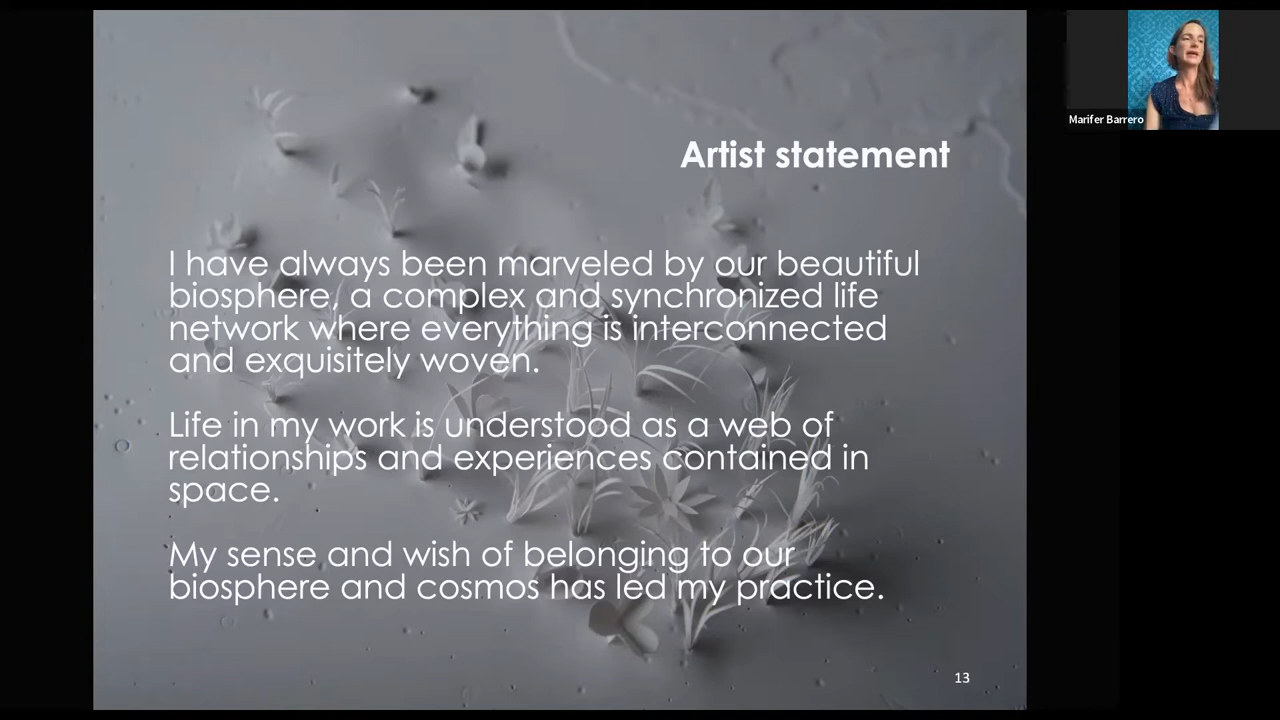 Marifer Barrero
Artist statement
I have always been marveled by our beautiful
biosphere, a complex and synchronized life
network where everything is interconnected
and exquisitely woven.
Life in my work is understood as a web of
relationships and experiences contained in
space.
My sense and wish of belonging to our
biosphere and cosmos has led my practice.
13